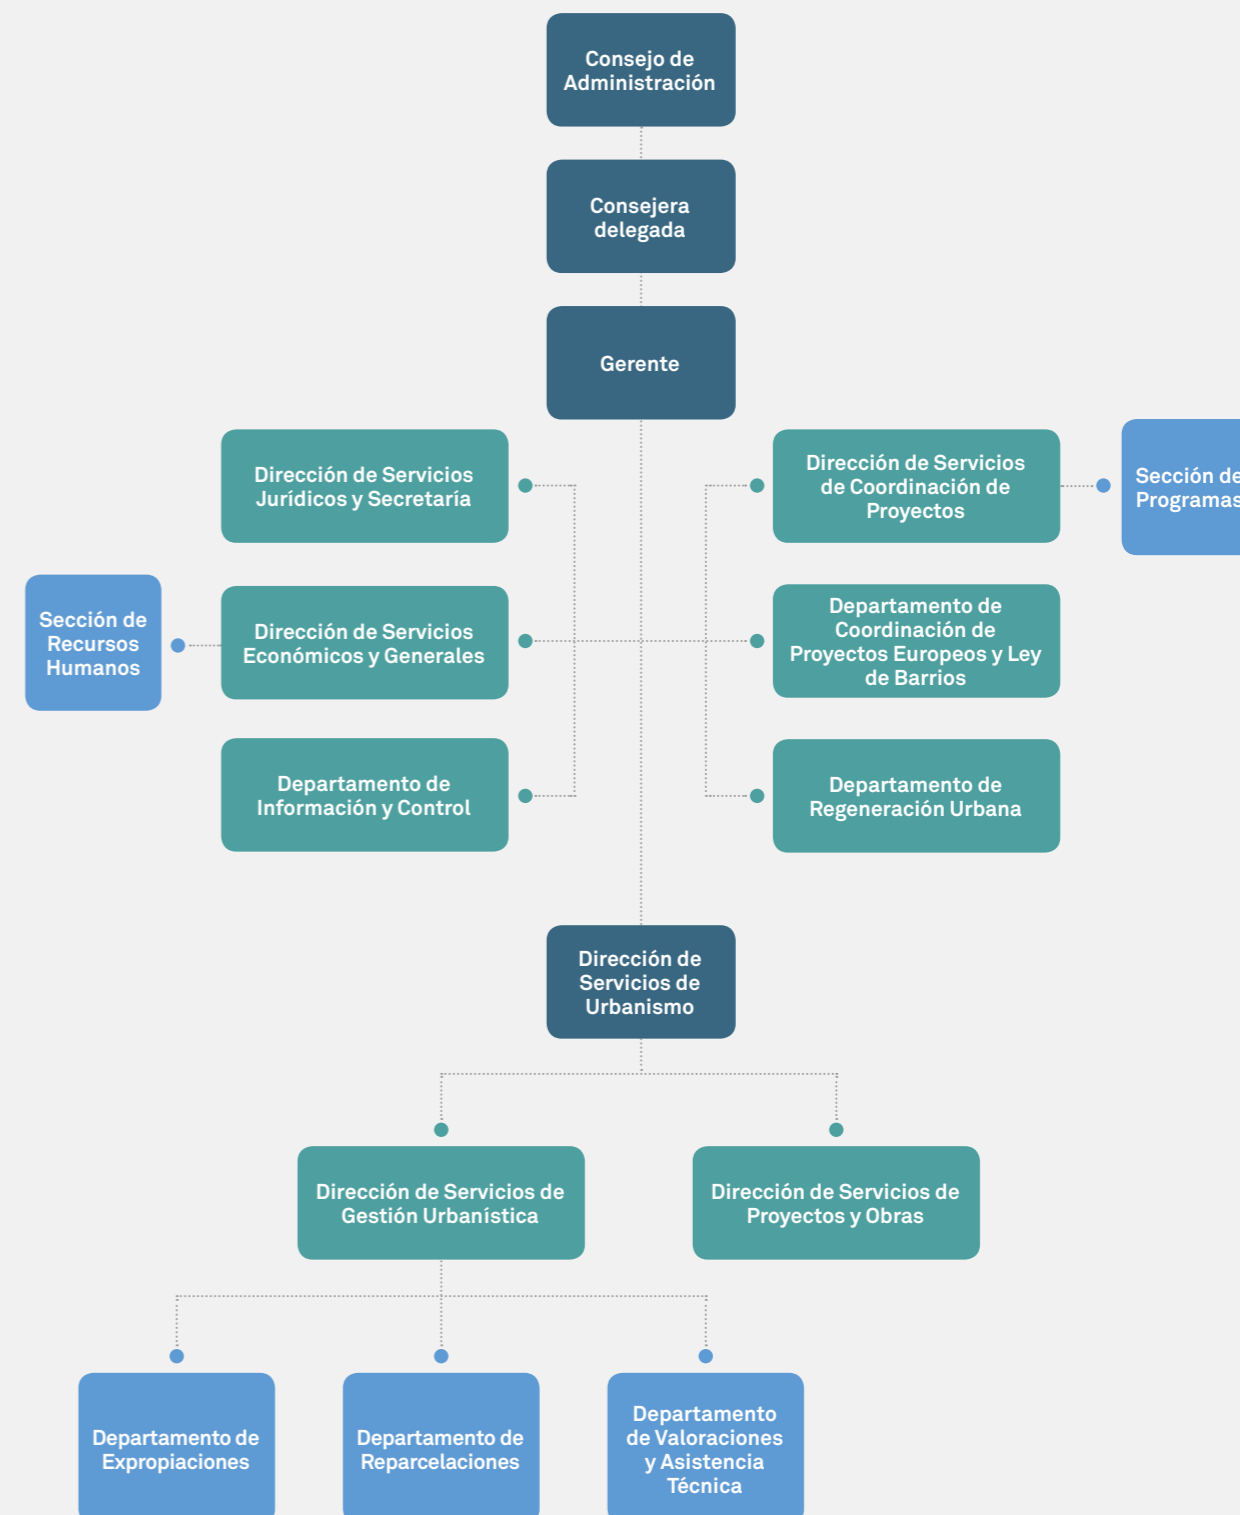 Consejo de
Administración
Consejera
delegada
Gerente
Dirección de Servicios
Jurídicos y Secretaría
Dirección de Servicios
de Coordinación de
Proyectos
Sección de
Programas
Sección de
Recursos
Humanos
Dirección de Servicios
Económicos y Generales
Departamento de
Coordinación de
Proyectos Europeos y Ley
de Barrios
Departamento de
Información y Control
Departamento de
Regeneración Urbana
Dirección de
Servicios de
Urbanismo
Dirección de Servicios de
Gestión Urbanística
Dirección de Servicios de
Proyectos y Obras
Departamento de
Expropiaciones
Departamento de
Reparcelaciones
Departamento
de Valoraciones
y Asistencia
Técnica